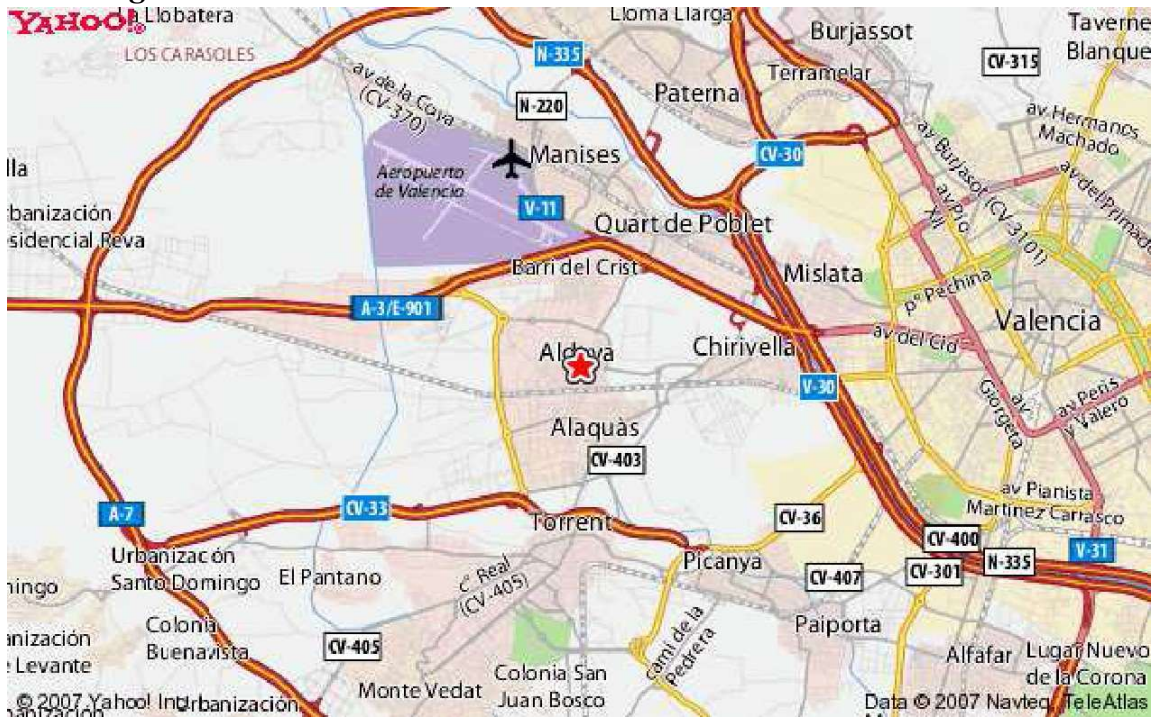 La Llobatera
YAHOO!
LOS CARASOLES
Lloma Llarga
Burjassot
Taverne
Blanque
N-335
CV-315
Terramelar
Paterna
av de la Cova
(CV-370)
N-220
av Hermanos
Machado
Manises
CV-30
av Burjasot (CV-3101)
av del Primado
Aeropuerto
de Valencia
lla
V-11
av Pio
XII
rbanización
esidencial Reva
Quart de Poblet
Barri del Crist
Mislata
pº Pechina
A-3/E-901
Valencia
av del Cid
Chirivella
V-30
av
Giorgeta
av Peris
y Valero
Alaquàs
CV-403
av Pianista
Martinez Carrasco
A-7
CV-33
Torrent
CV-36
CV-400
V-31
Urbanizacón
Santo Domingo
El Pantano
cº Real
(CV-405)
Picanya
CV-407
CV-301
N-335
mingo
Colonia
Buenavista
anización
e Levante
CV-405
cami de la
Pedrera
Paiporta
Alfafar
Lugar Nuevo
de la Corona
Monte Vedat
Colonia San
Juan Bosco
© 2007 Yahoo! Inc
Urbanización
Data © 2007 Navteq, TeleAtlas